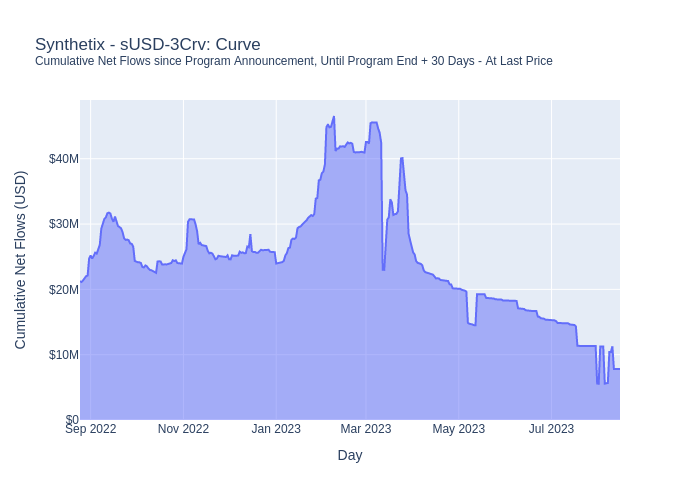 Synthetix - sUSD-3Crv: Curve
Cumulative Net Flows since Program Announcement, Until Program End + 30 Days - At Last Price
Cumulative Net Flows (USD)
$40M
$30M
$20M
$10M
$0
Sep 2022 Nov 2022 Jan 2023 Mar 2023 May 2023 Jul 2023
Day